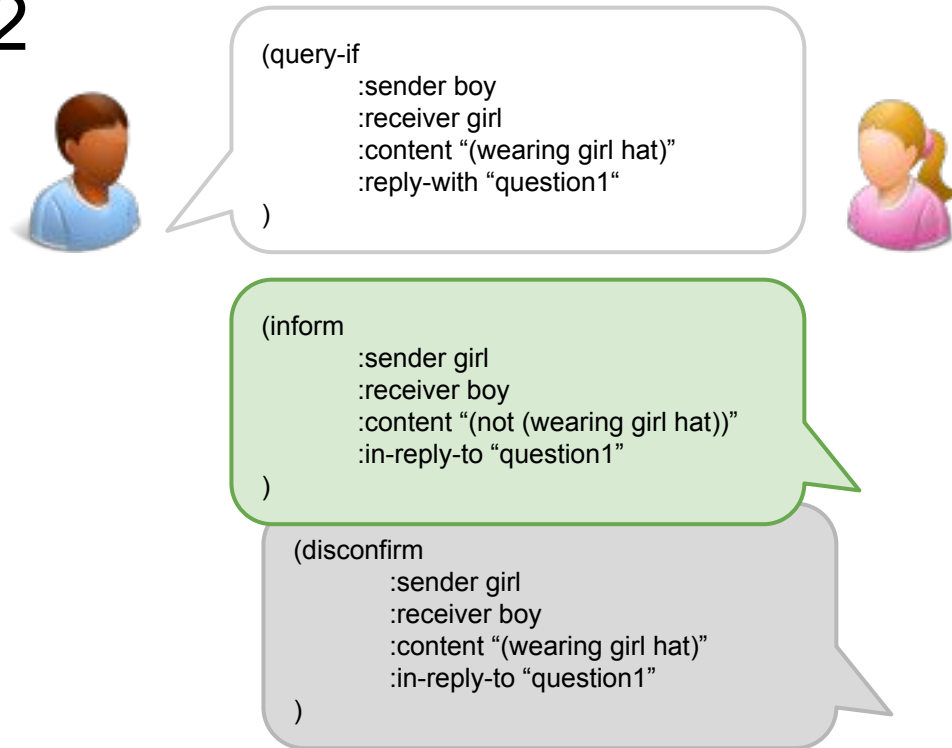 2
(query-if
:sender boy
:receiver girl
:content “(wearing girl hat)”
:reply-with “question1“
)
(inform
:sender girl
:receiver boy
:content “(not (wearing girl hat))”
:in-reply-to “question1”
)
(disconfirm
:sender girl
:receiver boy
:content “(wearing girl hat)”
:in-reply-to “question1”
)